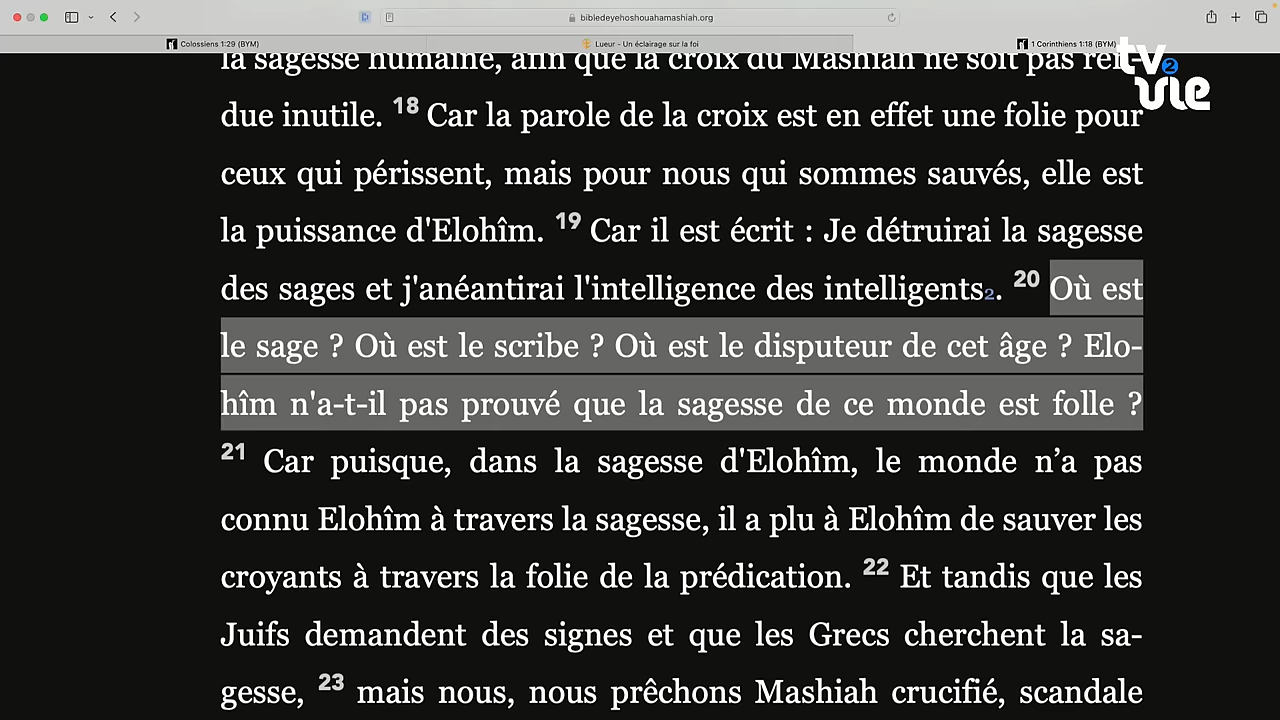 bibledeyehoshouahamashiah.org
Colossiens 1:29 (BYM)
Lueur - Un éclairage sur la foi
1 Corinthiens 1:18 (BYM)
tv 2 vie
la sagesse humaine, afin que la croix du Mashiah ne soit pas ren-
due inutile. 18 Car la parole de la croix est en effet une folie pour
ceux qui périssent, mais pour nous qui sommes sauvés, elle est
la puissance d'Elohîm. 19 Car il est écrit : Je détruirai la sagesse
des sages et j'anéantirai l'intelligence des intelligents2. 20 Où est
le sage ? Où est le scribe ? Où est le disputeur de cet âge ? Elo-
hîm n'a-t-il pas prouvé que la sagesse de ce monde est folle ?
21 Car puisque, dans la sagesse d'Elohîm, le monde n’a pas
connu Elohîm à travers la sagesse, il a plu à Elohîm de sauver les
croyants à travers la folie de la prédication. 22 Et tandis que les
Juifs demandent des signes et que les Grecs cherchent la sa-
gesse, 23 mais nous, nous prêchons Mashiah crucifié, scandale